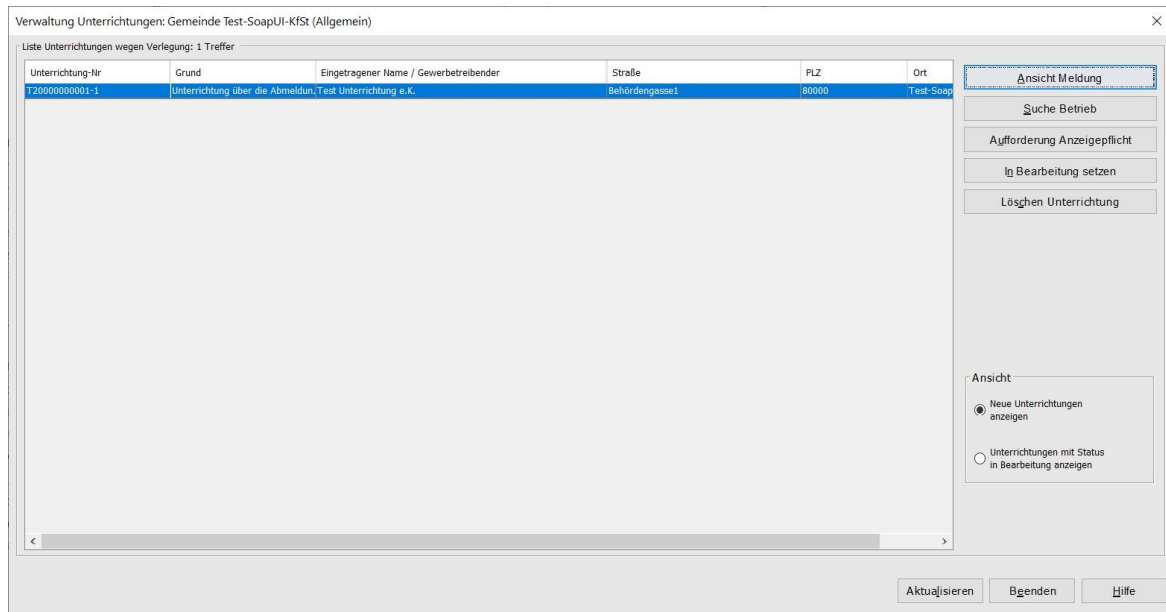 Verwaltung Unterrichtungen: Gemeinde Test-SoapUI-KfSt (Allgemein)
Liste Unterrichtungen wegen Verlegung: 1 Treffer
Unterrichtung-Nr Grund Eingetragener Name / Gewerbetreibender Straße PLZ Ort
T20000000001-1 Unterrichtung über die Abmeldun. Test Unterrichtung e.K. Behördengasse1 80000 Test-Soap
Ansicht Meldung
Suche Betrieb
Aufforderung Anzeigepflicht
In Bearbeitung setzen
Löschen Unterrichtung
Ansicht
Neue Unterrichtungen
anzeigen
Unterrichtungen mit Status
in Bearbeitung anzeigen
Aktualisieren Beenden Hilfe